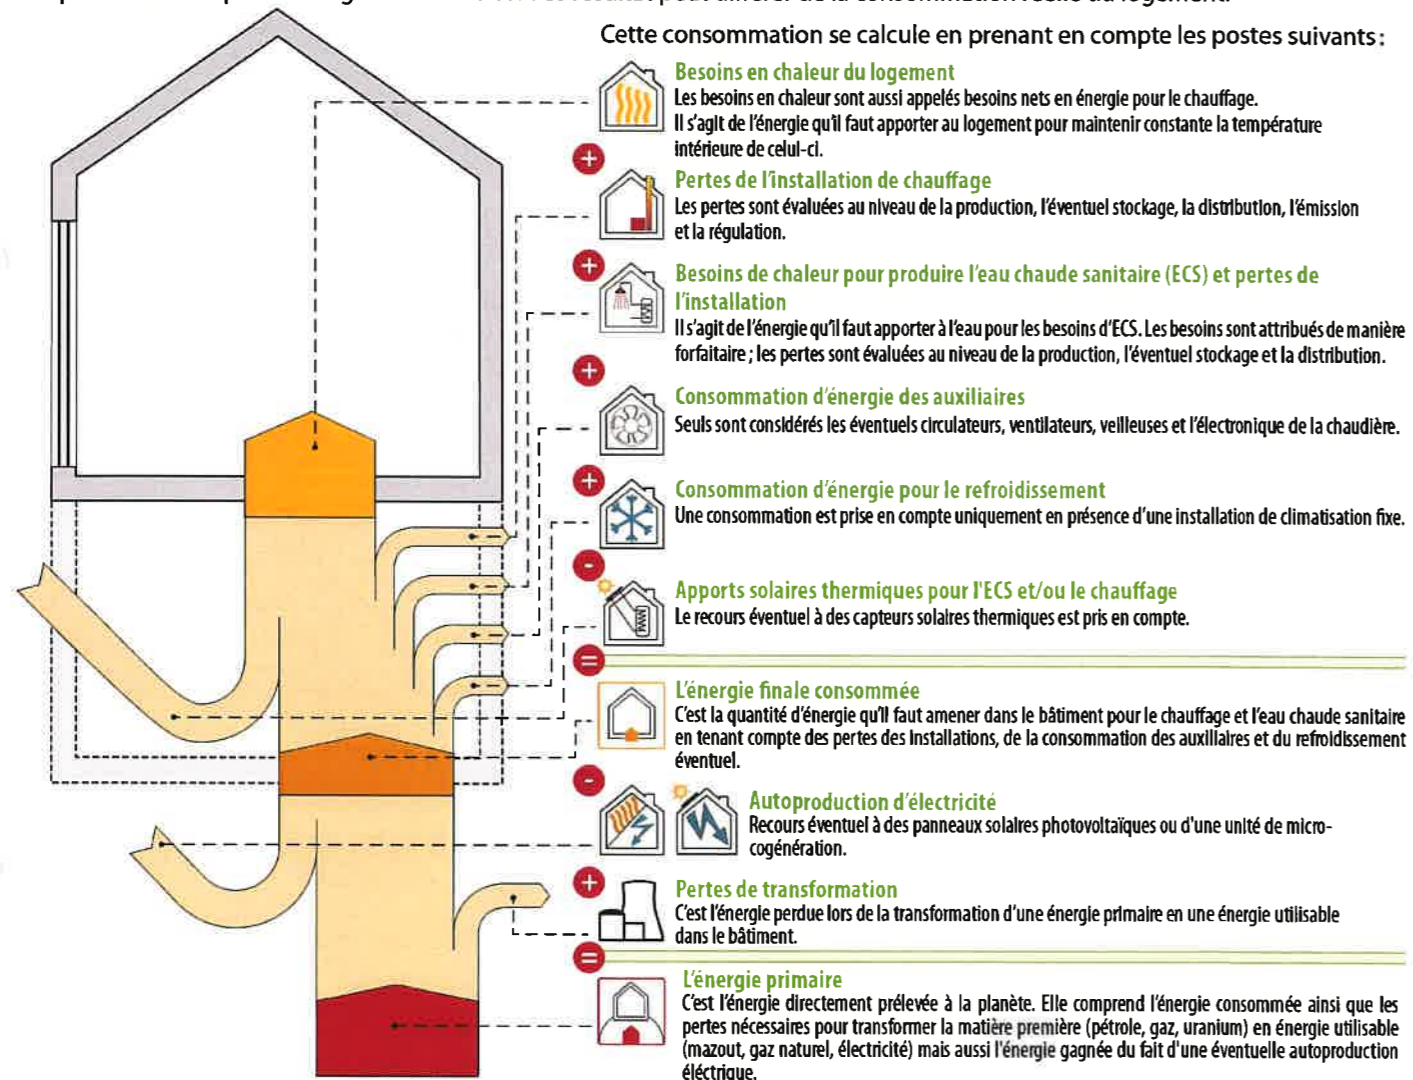 Cette consommation se calcule en prenant en compte les postes suivants :
Besoins en chaleur du logement
Les besoins en chaleur sont aussi appelés besoins nets en énergie pour le chauffage.
Il s'agit de l'énergie qu'il faut apporter au logement pour maintenir constante la température
intérieure de celui-ci.
+
Pertes de l'installation de chauffage
Les pertes sont évaluées au niveau de la production, l'éventuel stockage, la distribution, l'émission
et la régulation.
+
Besoins de chaleur pour produire l'eau chaude sanitaire (ECS) et pertes de
l'installation
Il s'agit de l'énergie qu'il faut apporter à l'eau pour les besoins d'ECS. Les besoins sont attribués de manière
forfaitaire ; les pertes sont évaluées au niveau de la production, l'éventuel stockage et la distribution.
+
Consommation d'énergie des auxiliaires
Seuls sont considérés les éventuels circulateurs, ventilateurs, veilleuses et l'électronique de la chaudière.
+
Consommation d'énergie pour le refroidissement
Une consommation est prise en compte uniquement en présence d'une installation de climatisation fixe.
-
Apports solaires thermiques pour l'ECS et/ou le chauffage
Le recours éventuel à des capteurs solaires thermiques est pris en compte.
=
L'énergie finale consommée
C'est la quantité d'énergie qu'il faut amener dans le bâtiment pour le chauffage et l'eau chaude sanitaire
en tenant compte des pertes des installations, de la consommation des auxiliaires et du refroidissement
éventuel.
-
Autoproduction d'électricité
Recours éventuel à des panneaux solaires photovoltaïques ou d'une unité de micro-
cogénération.
+
Pertes de transformation
C'est l'énergie perdue lors de la transformation d'une énergie primaire en une énergie utilisable
dans le bâtiment.
=
L'énergie primaire
C'est l'énergie directement prélevée à la planète. Elle comprend l'énergie consommée ainsi que les
pertes nécessaires pour transformer la matière première (pétrole, gaz, uranium) en énergie utilisable
(mazout, gaz naturel, électricité) mais aussi l'énergie gagnée du fait d'une éventuelle autoproduction
éléctrique.